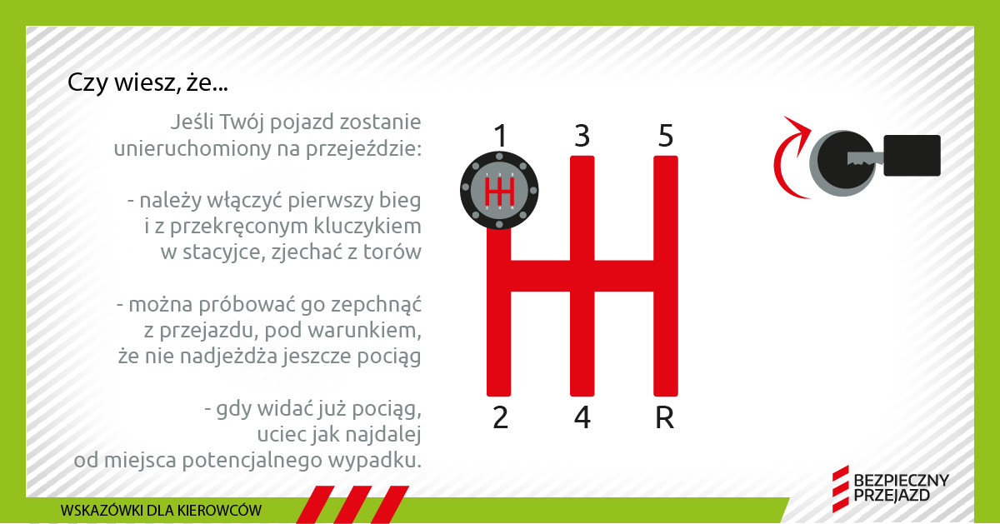 Czy wiesz, że...
Jeśli Twój pojazd zostanie
unieruchomiony na przejeździe:
- należy włączyć pierwszy bieg
i z przekręconym kluczykiem
w stacyjce, zjechać z torów
- można próbować go zepchnąć
z przejazdu, pod warunkiem,
że nie nadjeżdża jeszcze pociąg
- gdy widać już pociąg,
uciec jak najdalej
od miejsca potencjalnego wypadku.
1 3 5
2 4 R
WSKAZÓWKI DLA KIEROWCÓW
BEZPIECZNY
PRZEJAZD